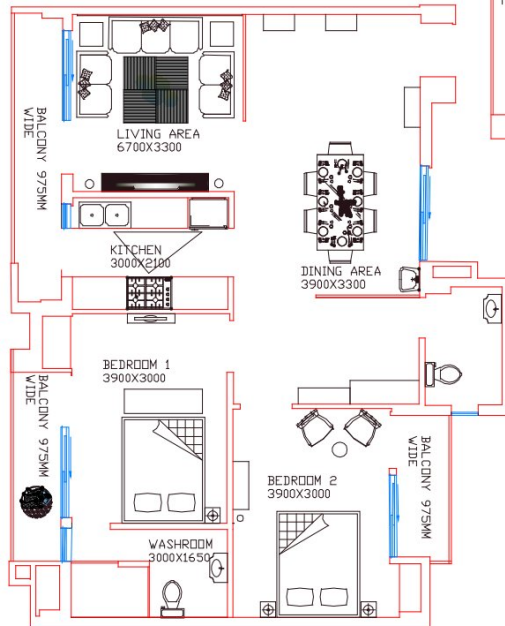 LIVING AREA
6700X3300
BALCONY 975MM
WIDE
KITCHEN
3000X2100
DINING AREA
3900X3300
BEDROOM 1
3900X3000
BALCONY 975MM
WIDE
BEDROOM 2
3900X3000
BALCONY 975MM
WIDE
WASHROOM
3000X1650